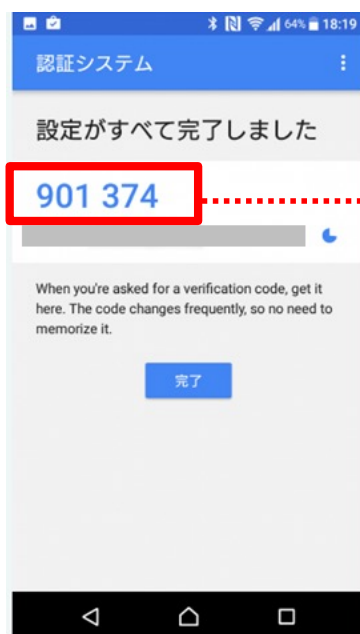 64% 18:19
認証システム
設定がすべて完了しました
901 374
When you're asked for a verification code, get it
here. The code changes frequently, so no need to
memorize it.
完了